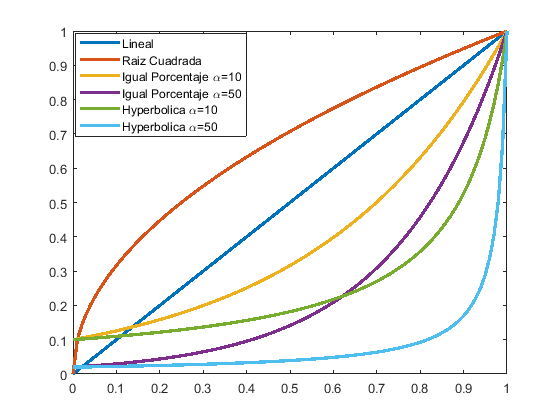 Lineal
Raiz Cuadrada
Igual Porcentaje α=10
Igual Porcentaje α=50
Hyperbolica α=10
Hyperbolica α=50
1
0.9
0.8
0.7
0.6
0.5
0.4
0.3
0.2
0.1
0
0 0.1 0.2 0.3 0.4 0.5 0.6 0.7 0.8 0.9 1